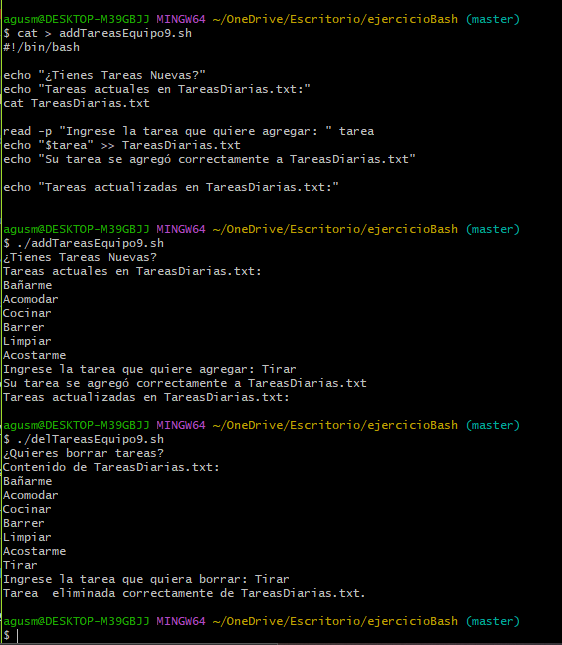 agusm@DESKTOP-M39GBJJ MINGW64 ~/OneDrive/Escritorio/ejercicioBash (master)
$ cat > addTareasEquipo9.sh
#!/bin/bash
echo "¿Tienes Tareas Nuevas?"
echo "Tareas actuales en TareasDiarias.txt:"
cat TareasDiarias.txt
read -p "Ingrese la tarea que quiere agregar: " tarea
echo "$tarea" >> TareasDiarias.txt
echo "Su tarea se agregó correctamente a TareasDiarias.txt"
echo "Tareas actualizadas en TareasDiarias.txt:"
agusm@DESKTOP-M39GBJJ MINGW64 ~/OneDrive/Escritorio/ejercicioBash (master)
$ ./addTareasEquipo9.sh
¿Tienes Tareas Nuevas?
Tareas actuales en TareasDiarias.txt:
Bañarme
Acomodar
Cocinar
Barrer
Limpiar
Acostarme
Ingrese la tarea que quiere agregar: Tirar
Su tarea se agregó correctamente a TareasDiarias.txt
Tareas actualizadas en TareasDiarias.txt:
agusm@DESKTOP-M39GBJJ MINGW64 ~/OneDrive/Escritorio/ejercicioBash (master)
$ ./delTareasEquipo9.sh
¿Quieres borrar tareas?
Contenido de TareasDiarias.txt:
Bañarme
Acomodar
Cocinar
Barrer
Limpiar
Acostarme
Tirar
Ingrese la tarea que quiera borrar: Tirar
Tarea  eliminada correctamente de TareasDiarias.txt.
agusm@DESKTOP-M39GBJJ MINGW64 ~/OneDrive/Escritorio/ejercicioBash (master)
$